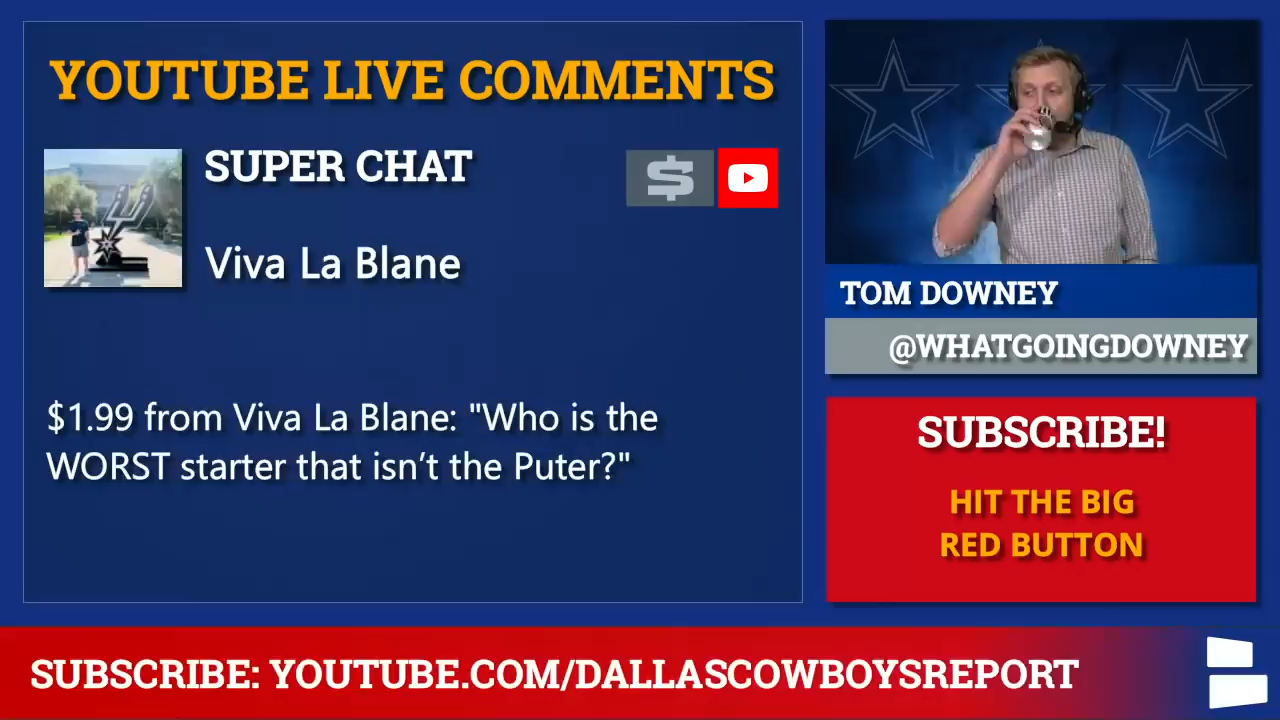 YOUTUBE LIVE COMMENTS
SUPER CHAT
Viva La Blane
$1.99 from Viva La Blane: "Who is the
WORST starter that isn’t the Puter?"
TOM DOWNEY
@WHATGOINGDOWNEY
SUBSCRIBE!
HIT THE BIG
RED BUTTON
SUBSCRIBE: YOUTUBE.COM/DALLASCOWBOYSREPORT